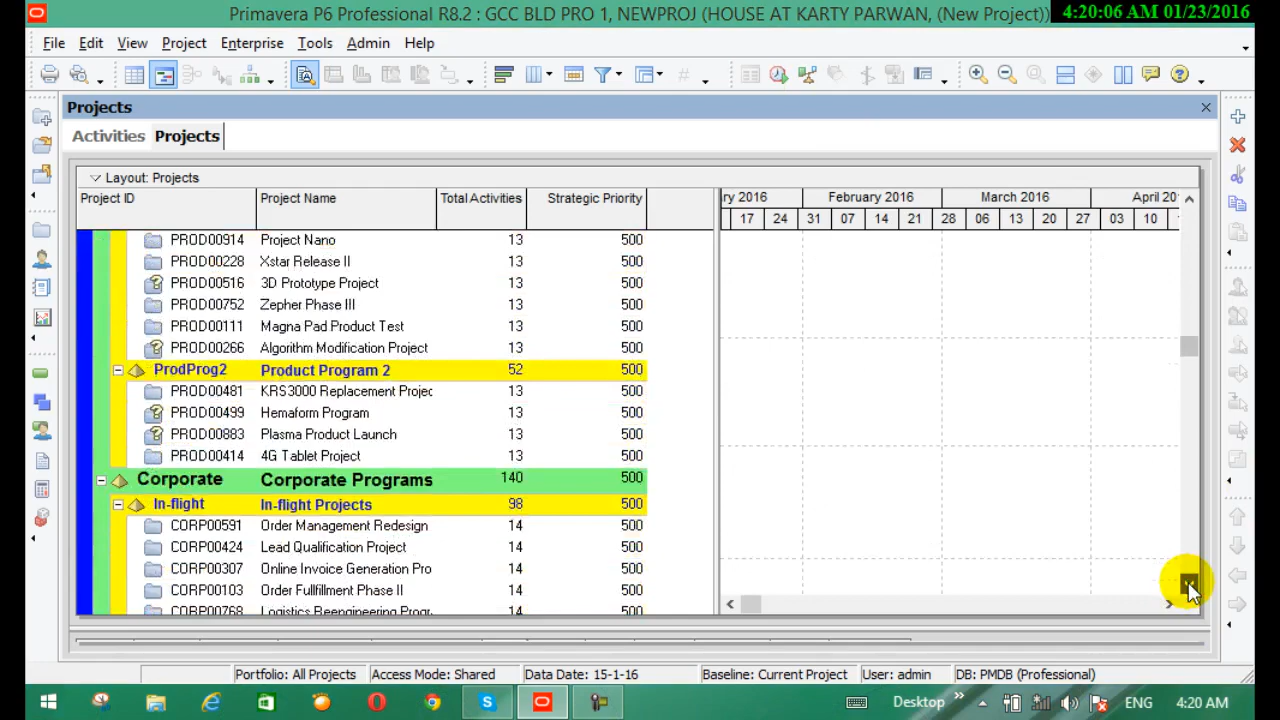 Primavera P6 Professional R8.2 : GCC BLD PRO 1, NEWPROJ (HOUSE AT KARTY PARWAN, (New Project))
4:20:06 AM 01/23/2016
File Edit View Project Enterprise Tools Admin Help
Projects
Activities Projects
Layout: Projects
Project ID Project Name Total Activities Strategic Priority
ry 2016 February 2016 March 2016 April 20
17 24 31 07 14 21 28 06 13 20 27 03 10
PROD00914 Project Nano 13 500
PROD00228 Xstar Release II 13 500
PROD00516 3D Prototype Project 13 500
PROD00752 Zepher Phase III 13 500
PROD00111 Magna Pad Product Test 13 500
PROD00266 Algorithm Modification Project 13 500
ProdProg2 Product Program 2 52 500
PROD00481 KRS3000 Replacement Projec 13 500
PROD00499 Hemaform Program 13 500
PROD00883 Plasma Product Launch 13 500
PROD00414 4G Tablet Project 13 500
Corporate Corporate Programs 140 500
In-flight In-flight Projects 98 500
CORP00591 Order Management Redesign 14 500
CORP00424 Lead Qualification Project 14 500
CORP00307 Online Invoice Generation Pro 14 500
CORP00103 Order Fullfillment Phase II 14 500
CORP00768 Logistics Reengineering Progr 14 500
Portfolio: All Projects Access Mode: Shared Data Date: 15-1-16 Baseline: Current Project User: admin DB: PMDB (Professional)
Desktop ENG 4:20 AM